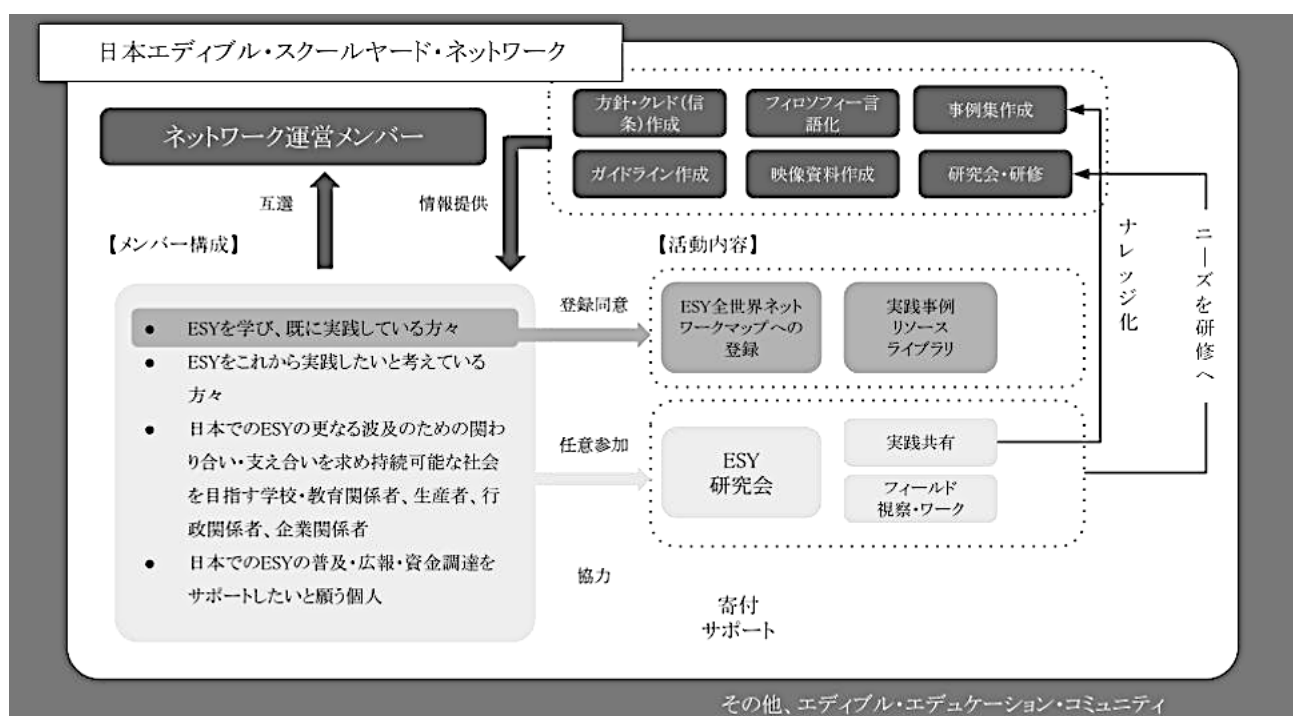 日本エディブル・スクールヤード・ネットワーク
ネットワーク運営メンバー
方針・クレド(信
条)作成
フィロソフィー言
語化
事例集作成
ガイドライン作成
映像資料作成
研究会・研修
互選
情報提供
ナレッジ化
ニーズを研修へ
【メンバー構成】
【活動内容】
● ESYを学び、既に実践している方々
● ESYをこれから実践したいと考えている
方々
● 日本でのESYの更なる波及のための関わ
り合い・支え合いを求め持続可能な社会
を目指す学校・教育関係者、生産者、行
政関係者、企業関係者
● 日本でのESYの普及・広報・資金調達を
サポートしたいと願う個人
登録同意
ESY全世界ネット
ワークマップへの
登録
実践事例
リソース
ライブラリ
任意参加
ESY
研究会
実践共有
フィールド
視察・ワーク
協力
寄付
サポート
その他、エディブル・エデュケーション・コミュニティ